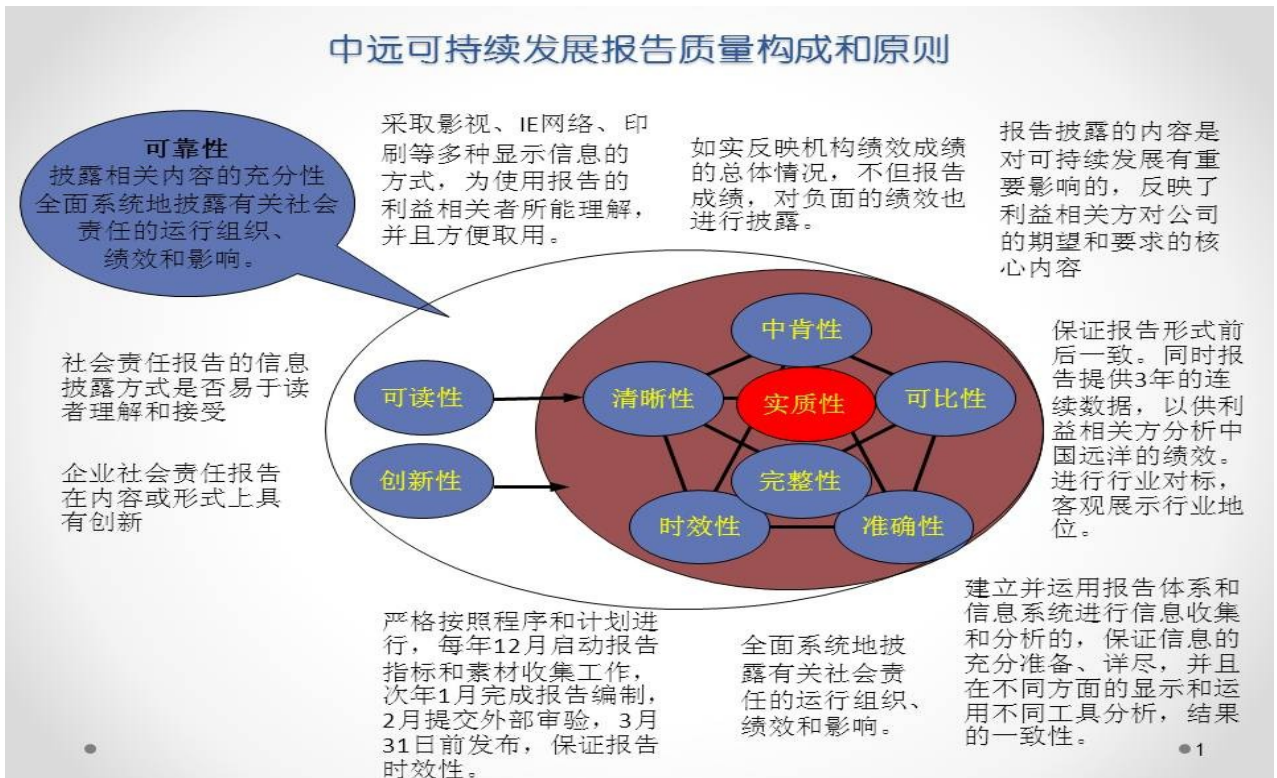 中远可持续发展报告质量构成和原则
可靠性
披露相关内容的充分性
全面系统地披露有关社会
责任的运行组织、
绩效和影响。
采取影视、IE网络、印
刷等多种显示信息的
方式，为使用报告的
利益相关者所能理解，
并且方便取用。
如实反映机构绩效成绩
的总体情况，不但报告
成绩，对负面的绩效也
进行披露。
报告披露的内容是
对可持续发展有重
要影响的，反映了
利益相关方对公司
的期望和要求的核
心内容
社会责任报告的信息
披露方式是否易于读
者理解和接受
企业社会责任报告
在内容或形式上具
有创新
可读性
创新性
中肯性
清晰性
实质性
可比性
完整性
时效性
准确性
保证报告形式前
后一致。同时报
告提供3年的连
续数据，以供利
益相关方分析中
国远洋的绩效。
进行行业对标，
客观展示行业地
位。
严格按照程序和计划进
行，每年12月启动报告
指标和素材收集工作，
次年1月完成报告编制，
2月提交外部审验，3月
31日前发布，保证报告
时效性。
全面系统地披
露有关社会责
任的运行组织、
绩效和影响。
建立并运用报告体系和
信息系统进行信息收集
和分析的，保证信息的
充分准备、详尽，并且
在不同方面的显示和运
用不同工具分析，结果
的一致性。
1